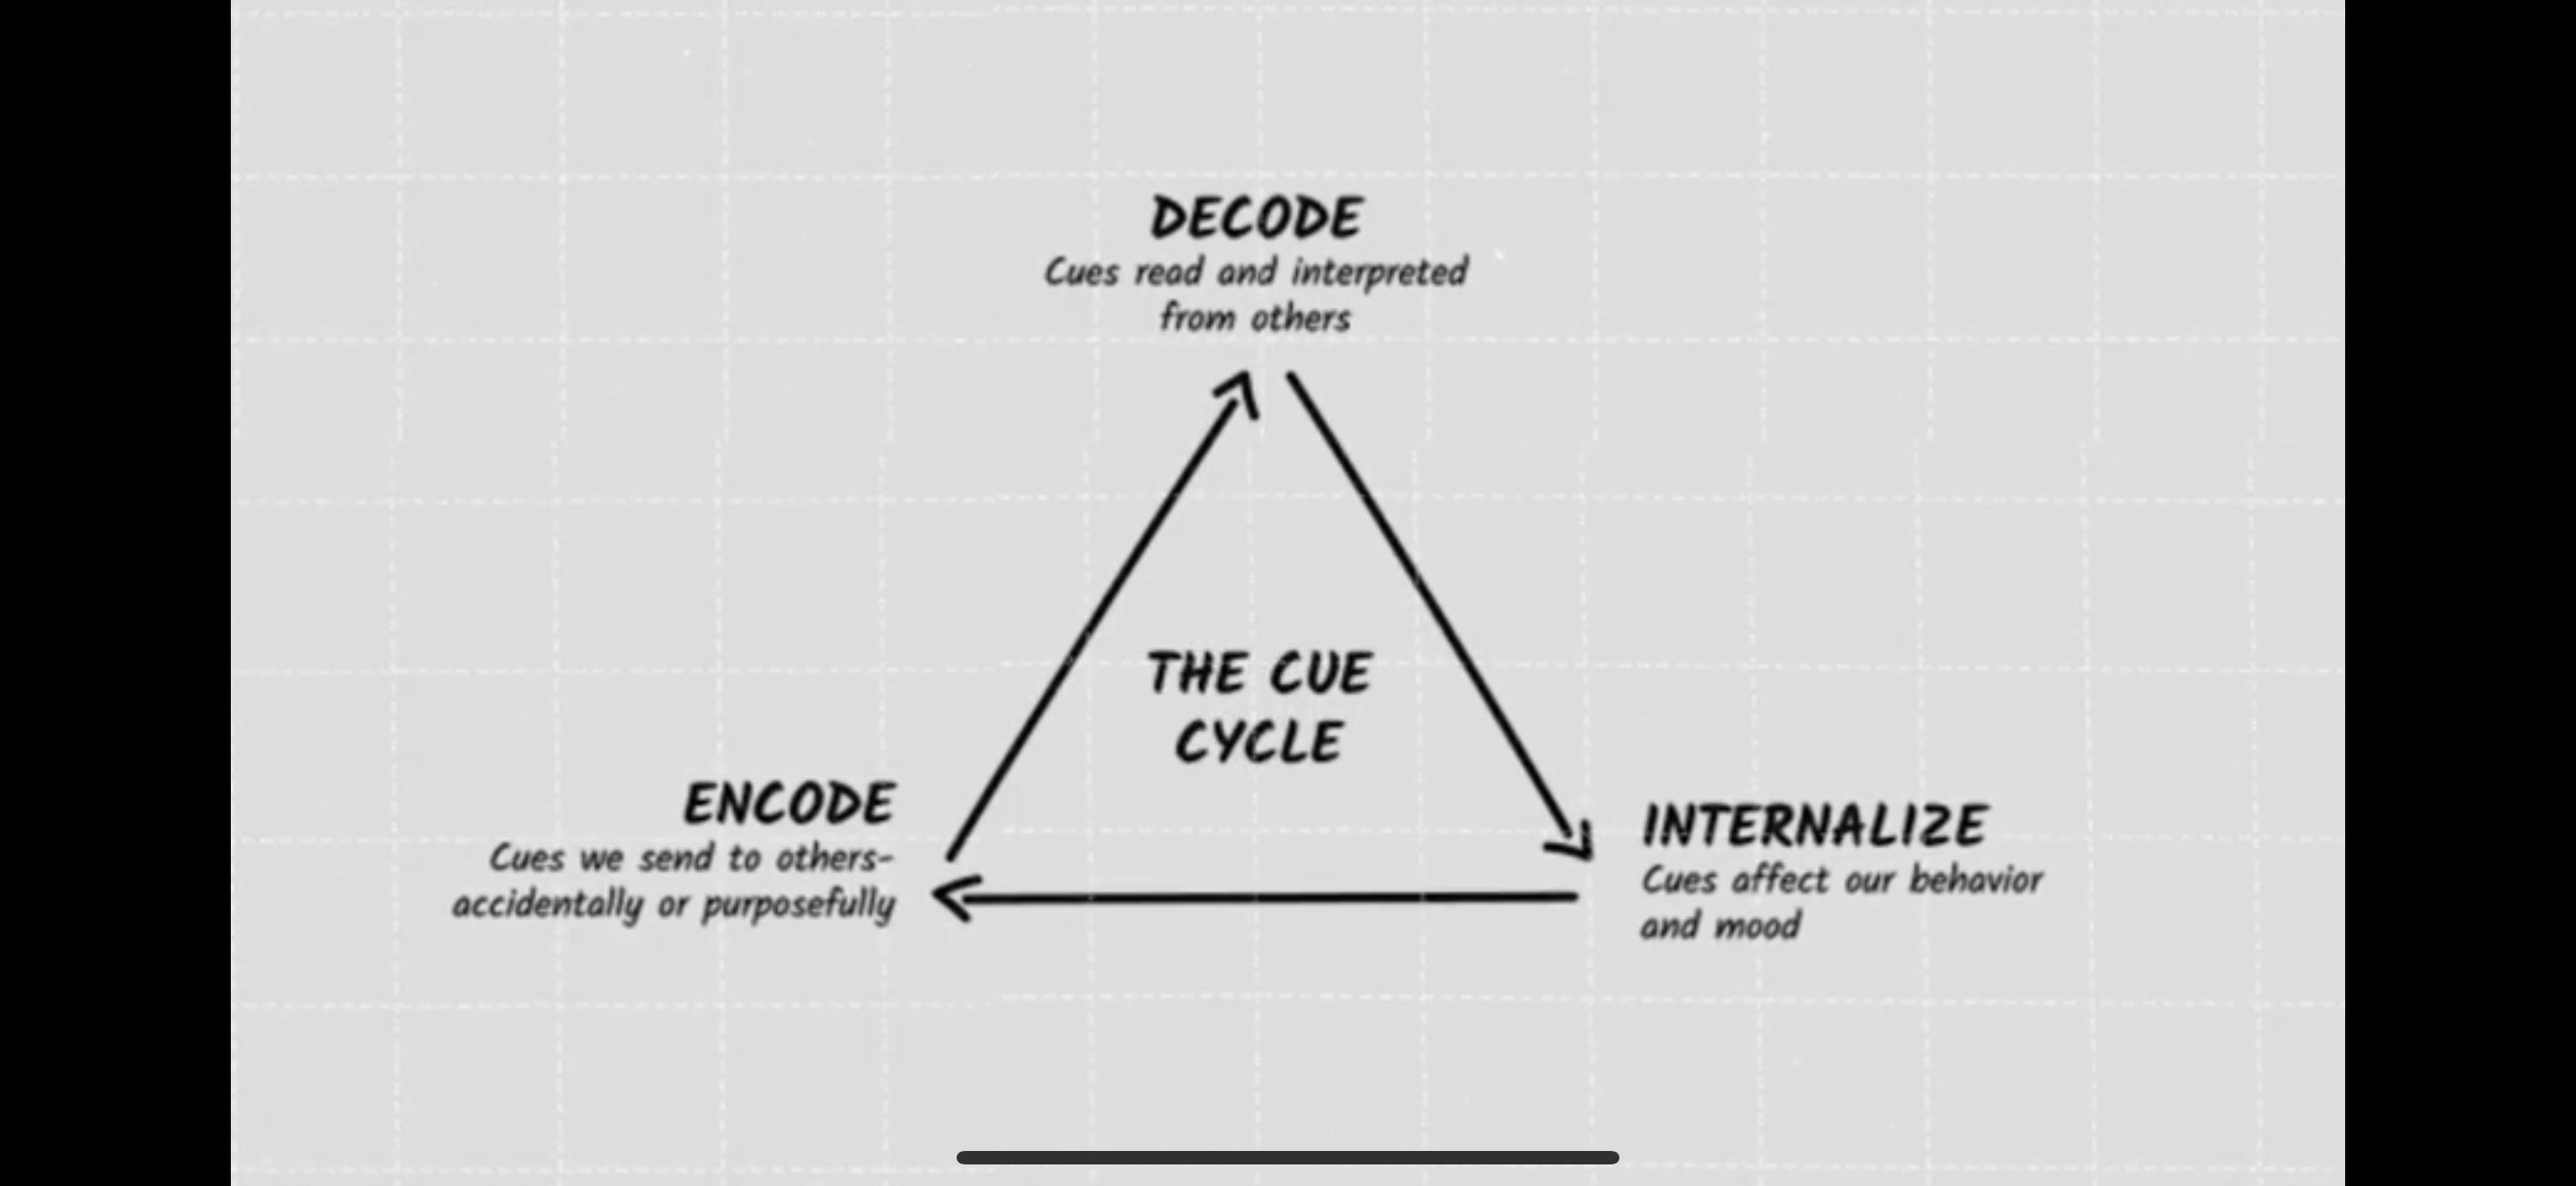 DECODE
Cues read and interpreted
from others
THE CUE
CYCLE
ENCODE
Cues we send to others-
accidentally or purposefully
INTERNALIZE
Cues affect our behavior
and mood